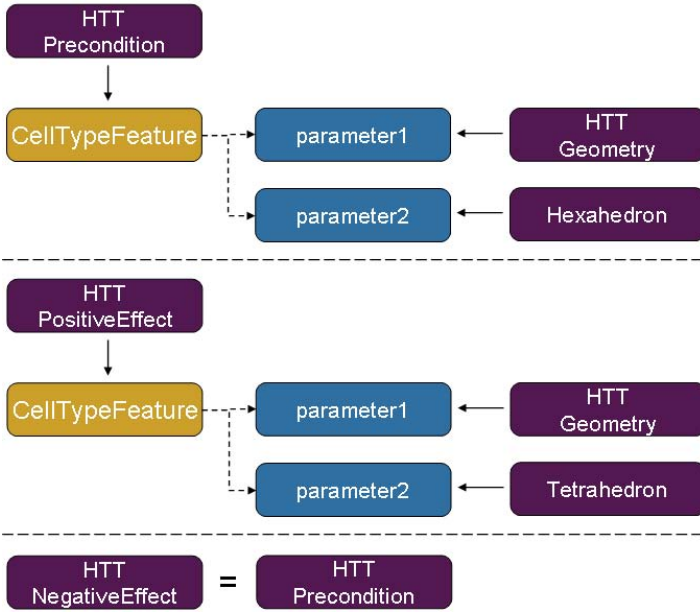 HTT
Precondition
CellTypeFeature
parameter1
HTT
Geometry
parameter2
Hexahedron
HTT
PositiveEffect
CellTypeFeature
parameter1
HTT
Geometry
parameter2
Tetrahedron
HTT
NegativeEffect
=
HTT
Precondition